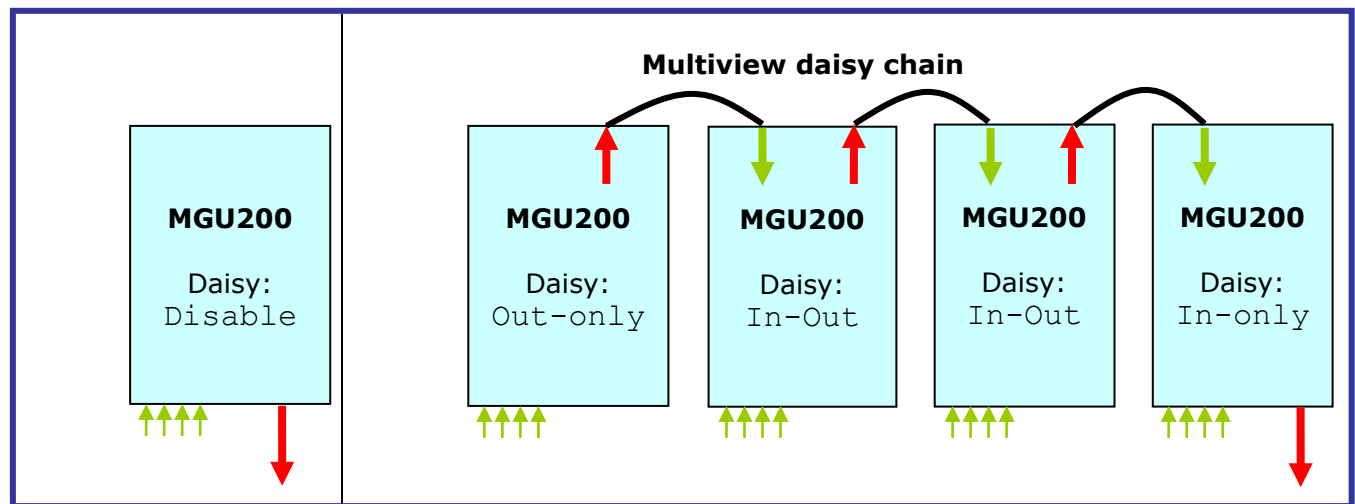 Multiview daisy chain
MGU200
Daisy:
Disable
MGU200
Daisy:
Out-only
MGU200
Daisy:
In-Out
MGU200
Daisy:
In-Out
MGU200
Daisy:
In-only